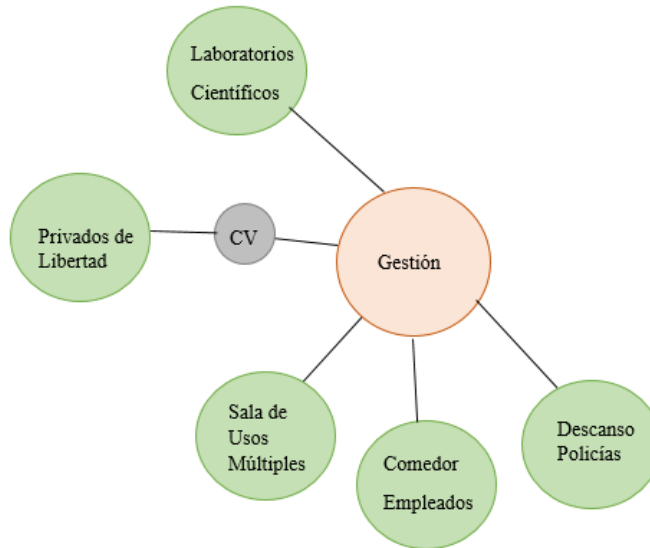 Laboratorios
Científicos
Privados de
Libertad
CV
Gestión
Sala de
Usos
Múltiples
Comedor
Empleados
Descanso
Policías